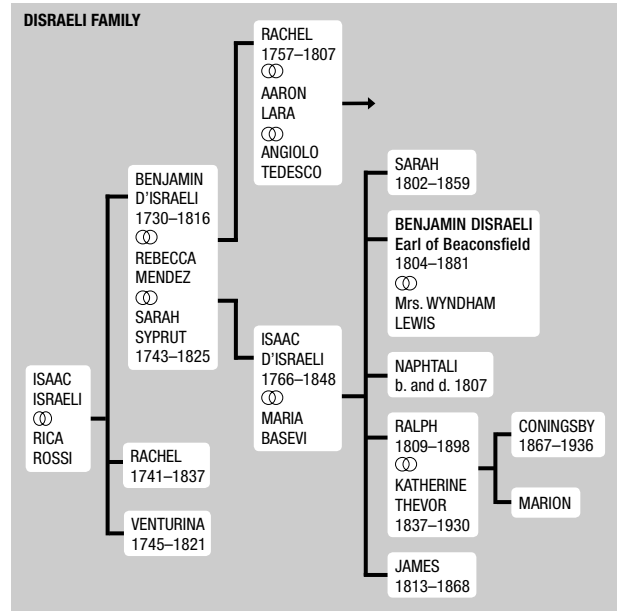 DISRAELI FAMILY
ISAAC
ISRAELI
RICA
ROSSI
BENJAMIN
D'ISRAELI
1730–1816
REBECCA
MENDEZ
SARAH
SYPRUT
1743–1825
RACHEL
1741–1837
VENTURINA
1745–1821
RACHEL
1757–1807
AARON
LARA
ANGIOLO
TEDESCO
ISAAC
D'ISRAELI
1766–1848
MARIA
BASEVI
SARAH
1802–1859
BENJAMIN DISRAELI
Earl of Beaconsfield
1804–1881
Mrs. WYNDHAM
LEWIS
NAPHTALI
b. and d. 1807
RALPH
1809–1898
KATHERINE
THEVOR
1837–1930
JAMES
1813–1868
CONINGSBY
1867–1936
MARION